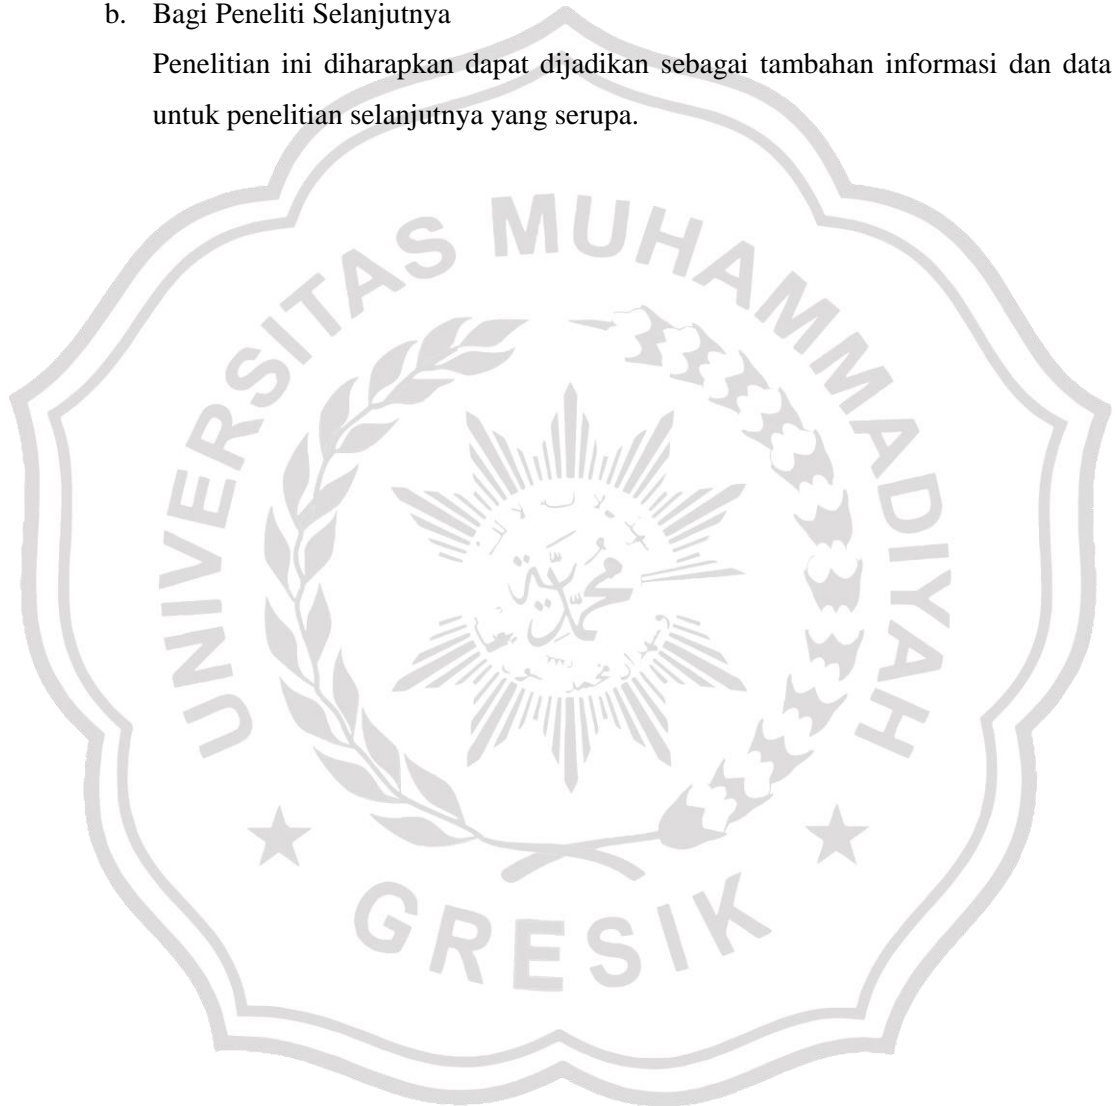 b. Bagi Peneliti Selanjutnya
Penelitian ini diharapkan dapat dijadikan sebagai tambahan informasi dan data
untuk penelitian selanjutnya yang serupa.
UNIVERSITAS MUHAMMADIYAH
GRESIK